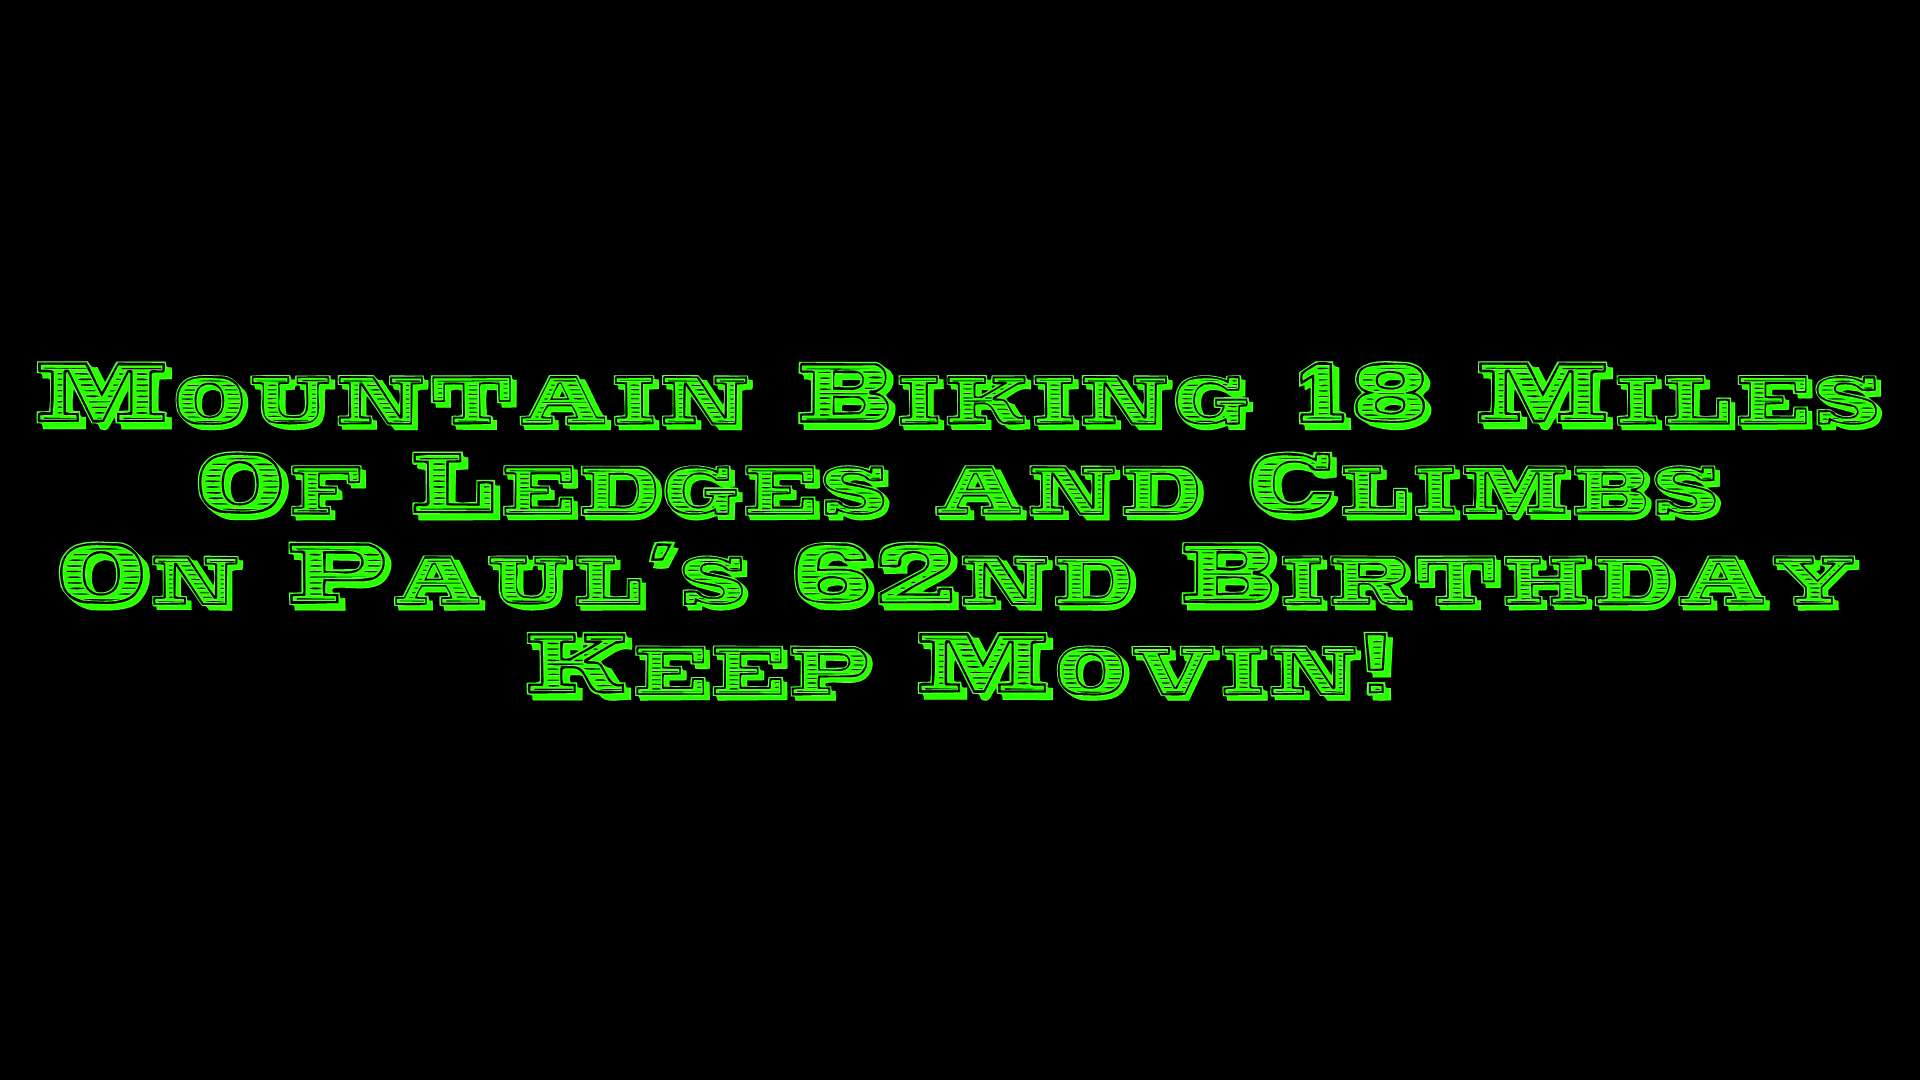 Mountain Biking 18 Miles
Of Ledges and Climbs
On Paul's 62nd Birthday
Keep Movin!